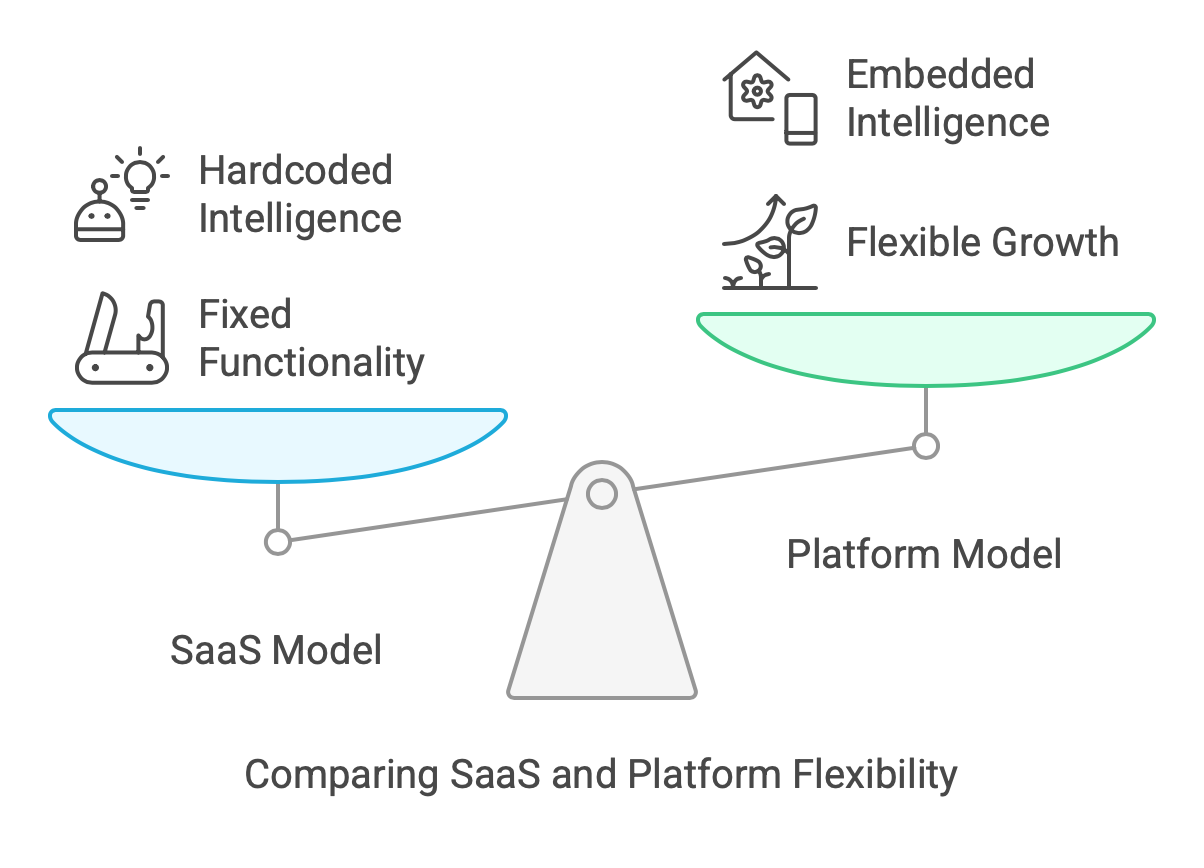 Hardcoded
Intelligence
Fixed
Functionality
SaaS Model
Embedded
Intelligence
Flexible Growth
Platform Model
Comparing SaaS and Platform Flexibility